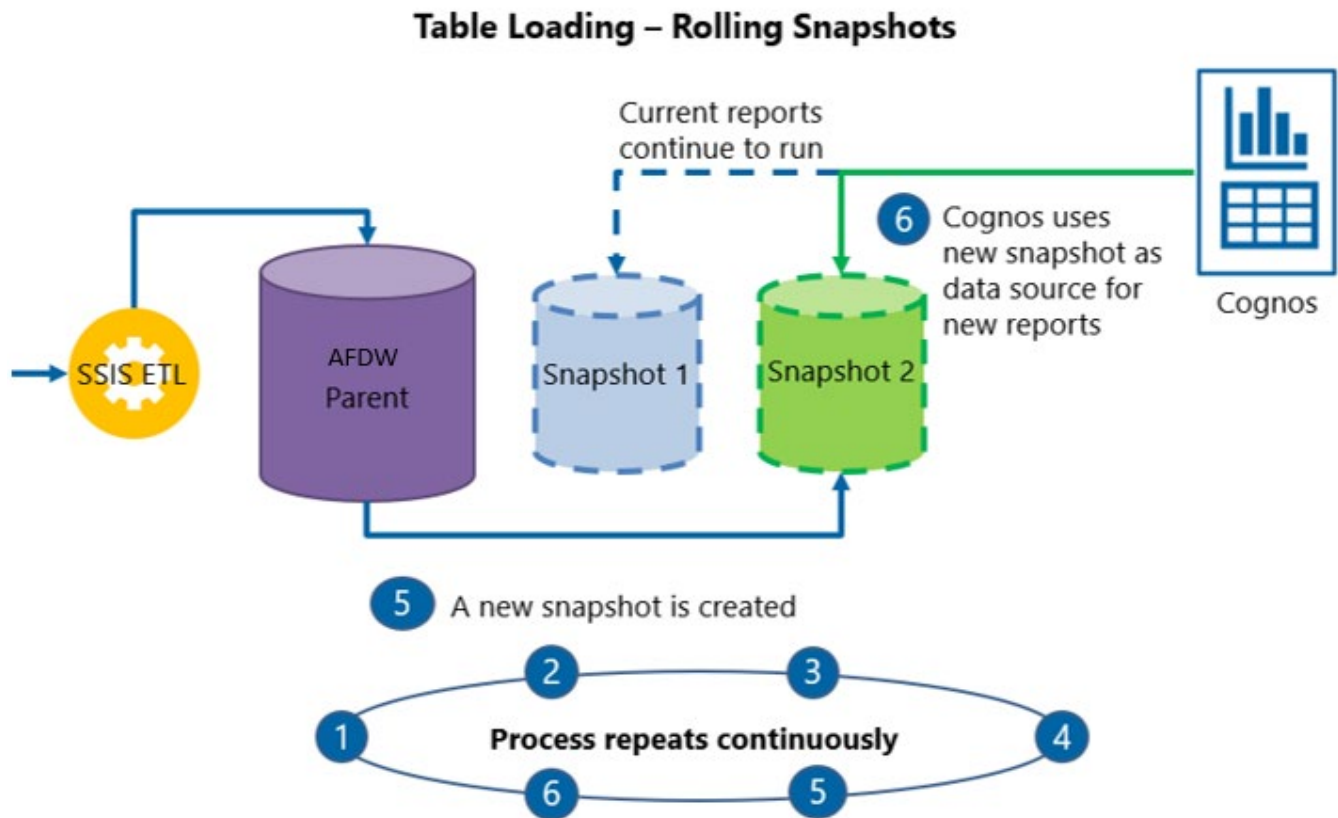 Table Loading – Rolling Snapshots
Current reports
continue to run
6
Cognos uses
new snapshot as
data source for
new reports
Cognos
SSIS ETL
AFDW
Parent
Snapshot 1
Snapshot 2
5
A new snapshot is created
2
3
1
Process repeats continuously
4
6
5